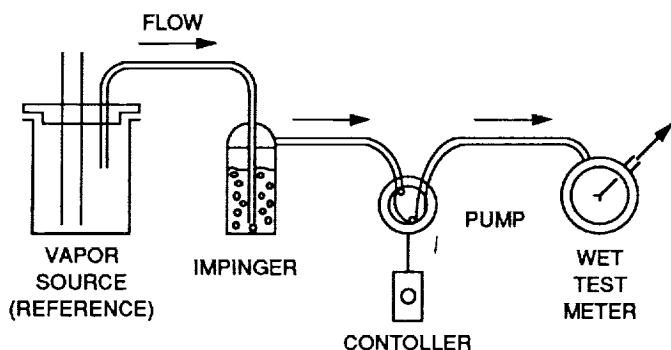 FLOW
VAPOR
SOURCE
(REFERENCE)
IMPINGER
PUMP
CONTOLLER
WET
TEST
METER